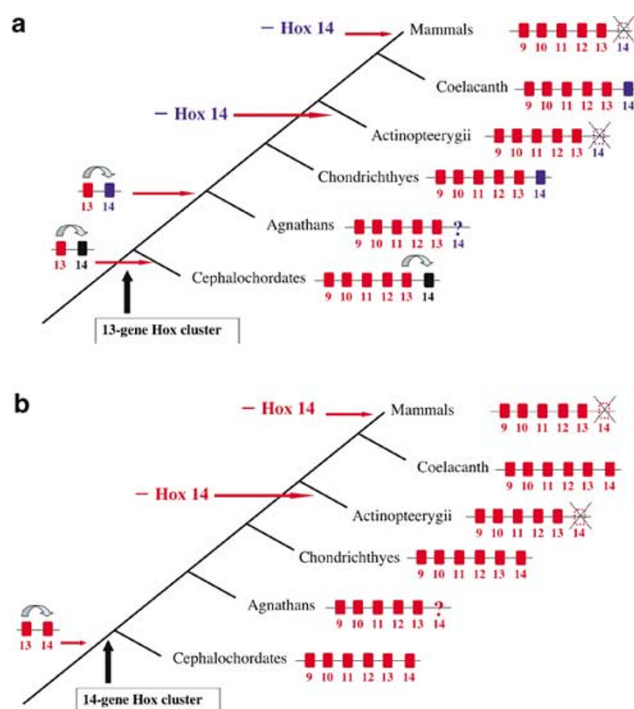 a
– Hox 14
Mammals
9 10 11 12 13 14
Coelacanth
9 10 11 12 13 14
– Hox 14
Actinopteerygii
9 10 11 12 13 14
Chondrichthyes
9 10 11 12 13 14
13 14
Agnathans
?
9 10 11 12 13 14
13 14
Cephalochordates
9 10 11 12 13 14
13-gene Hox cluster
b
– Hox 14
Mammals
9 10 11 12 13 14
Coelacanth
9 10 11 12 13 14
– Hox 14
Actinopteerygii
9 10 11 12 13 14
Chondrichthyes
9 10 11 12 13 14
Agnathans
?
9 10 11 12 13 14
13 14
Cephalochordates
9 10 11 12 13 14
14-gene Hox cluster